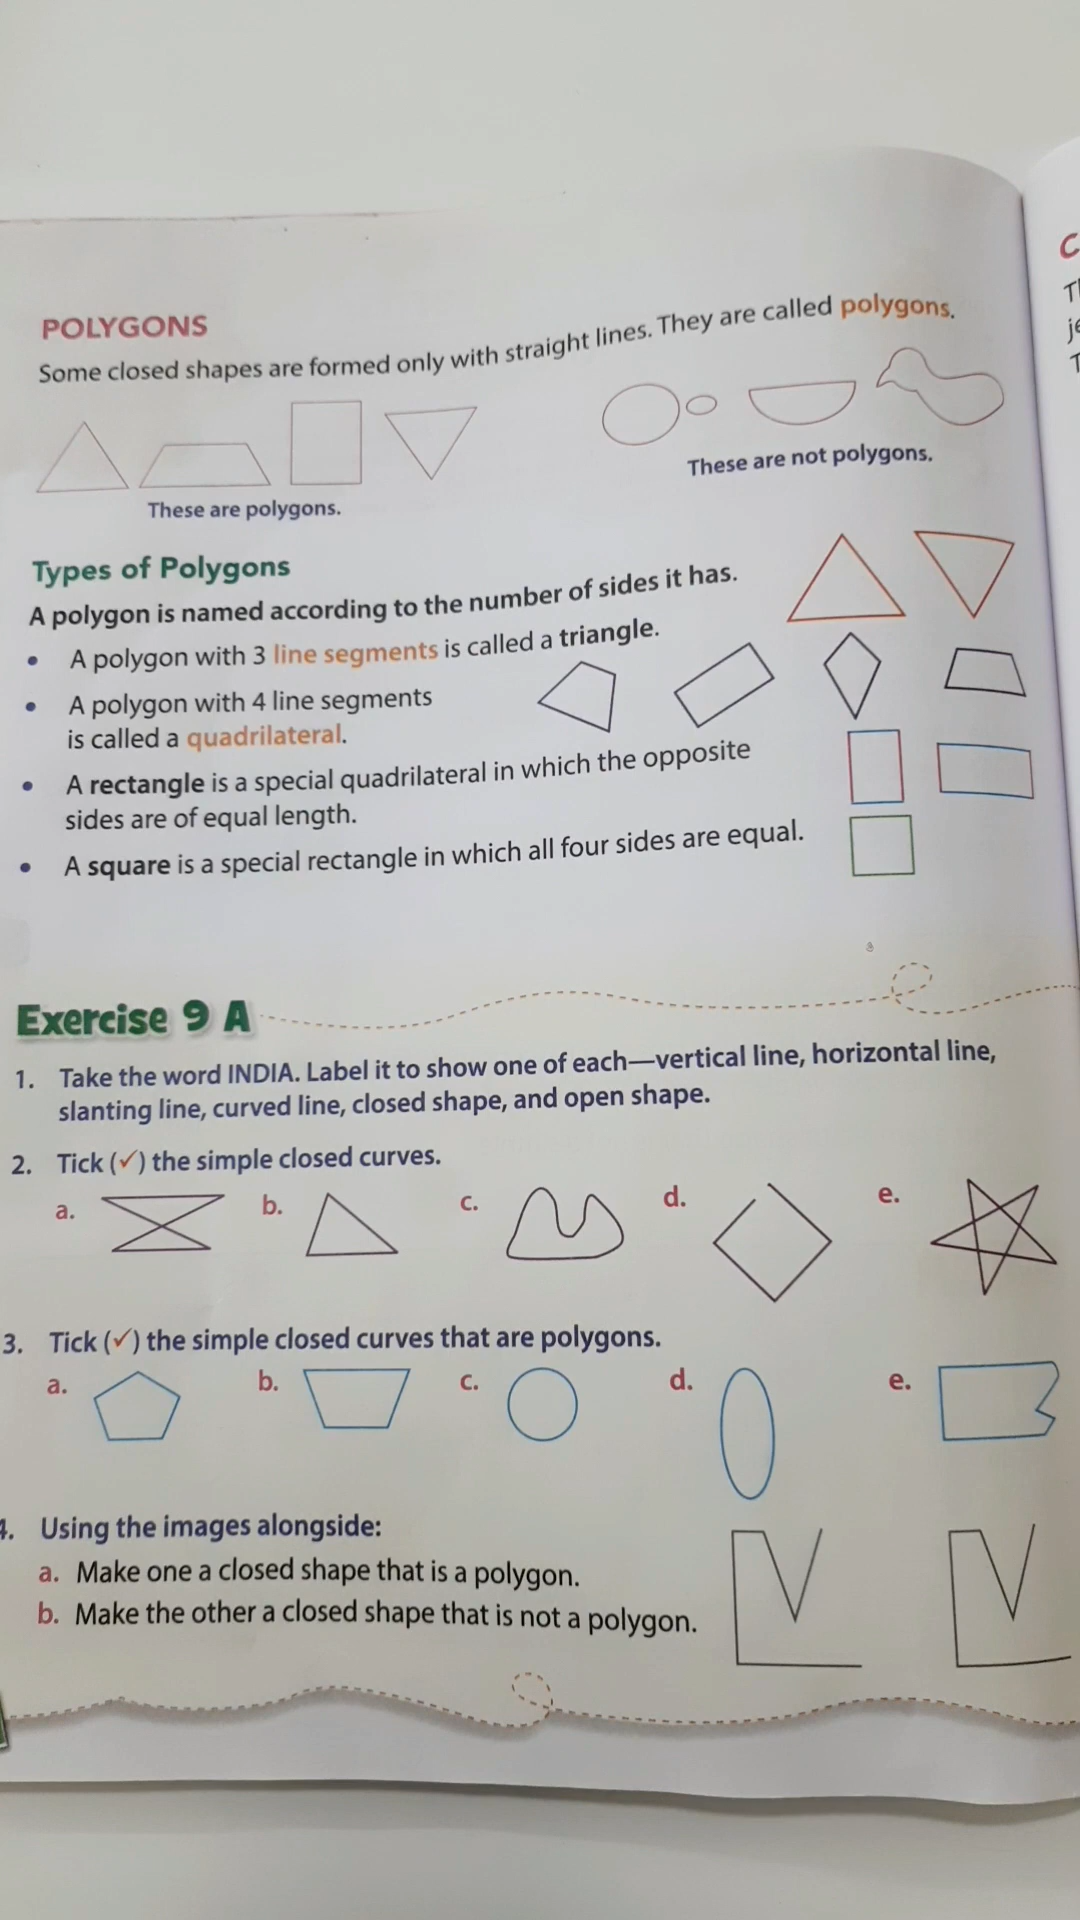 POLYGONS
Some closed shapes are formed only with straight lines. They are called polygons.
These are polygons.
These are not polygons.
Types of Polygons
A polygon is named according to the number of sides it has.
• A polygon with 3 line segments is called a triangle.
• A polygon with 4 line segments
is called a quadrilateral.
• A rectangle is a special quadrilateral in which the opposite
sides are of equal length.
• A square is a special rectangle in which all four sides are equal.
Exercise 9 A
1. Take the word INDIA. Label it to show one of each—vertical line, horizontal line,
slanting line, curved line, closed shape, and open shape.
2. Tick (✓) the simple closed curves.
a. b. c. d. e.
3. Tick (✓) the simple closed curves that are polygons.
a. b. c. d. e.
4. Using the images alongside:
a. Make one a closed shape that is a polygon.
b. Make the other a closed shape that is not a polygon.